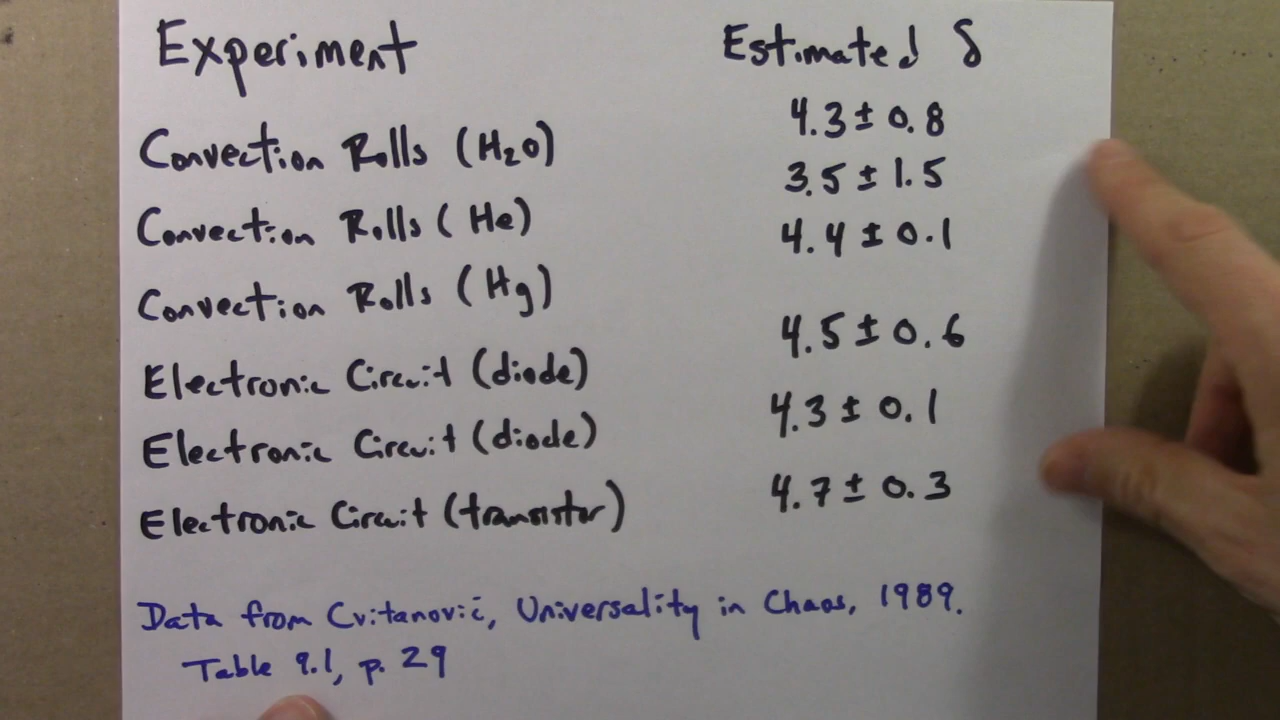 Experiment Estimated δ
Convection Rolls (H2O) 4.3 ± 0.8
Convection Rolls (He) 3.5 ± 1.5
Convection Rolls (Hg) 4.4 ± 0.1
Electronic Circuit (diode) 4.5 ± 0.6
Electronic Circuit (diode) 4.3 ± 0.1
Electronic Circuit (transistor) 4.7 ± 0.3
Data from Cvitanović, Universality in Chaos, 1989.
Table 9.1, p. 29